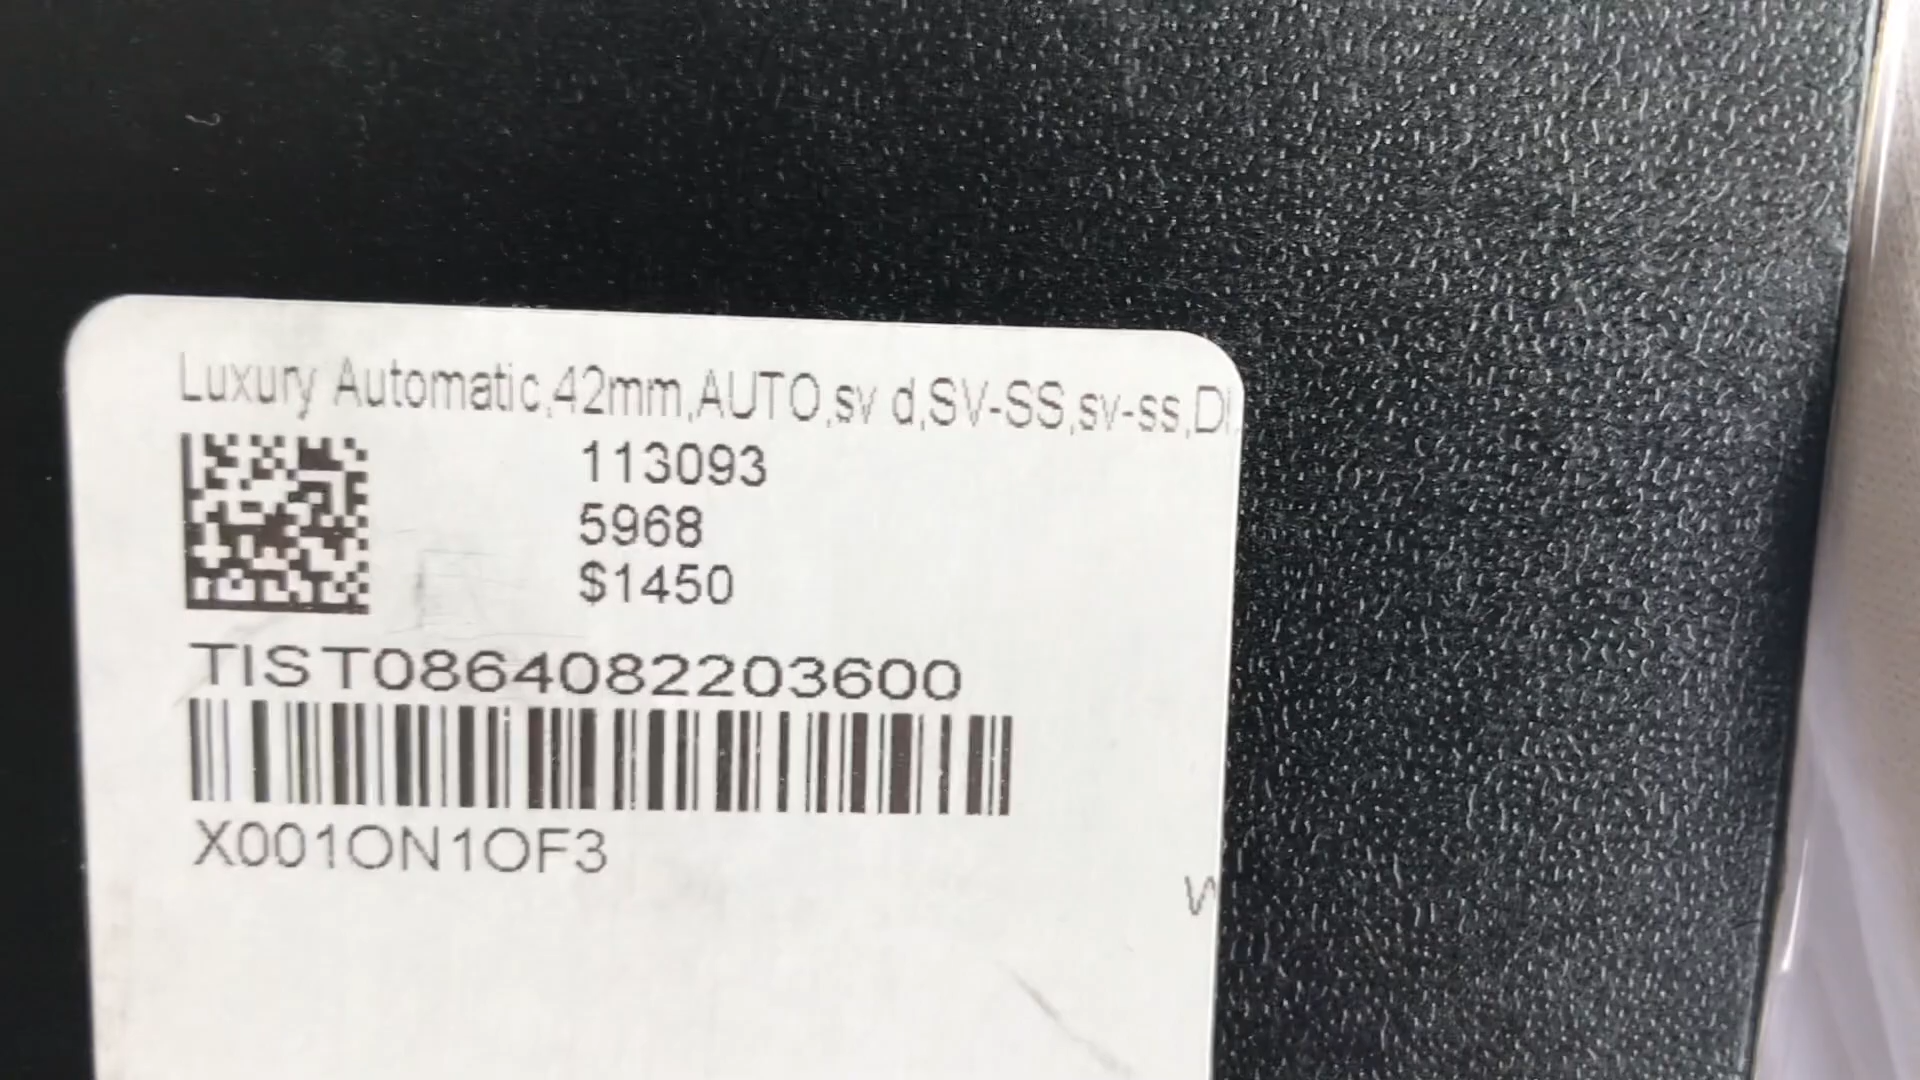 Luxury Automatic,42mm,AUTO,sv d,SV-SS,sv-ss,DI,
113093
5968
$1450
TIST0864082203600
X001ON1OF3
W